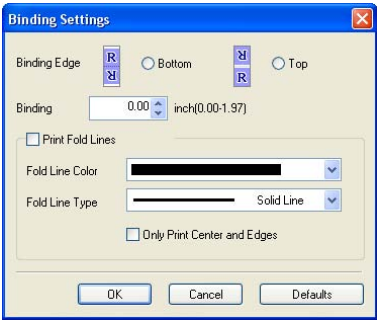 Binding Settings
Binding Edge R R Bottom R R Top
Binding 0.00 inch(0.00-1.97)
Print Fold Lines
Fold Line Color
Fold Line Type Solid Line
Only Print Center and Edges
OK Cancel Defaults